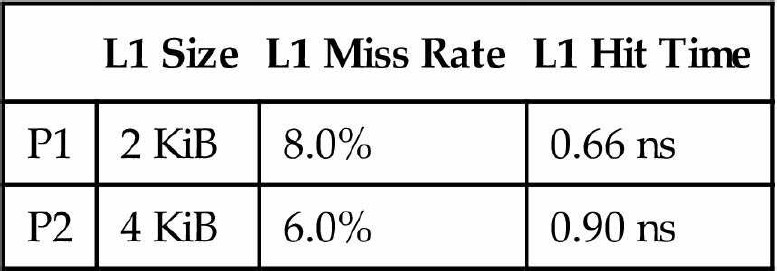 L1 Size L1 Miss Rate L1 Hit Time
P1 2 KiB 8.0% 0.66 ns
P2 4 KiB 6.0% 0.90 ns